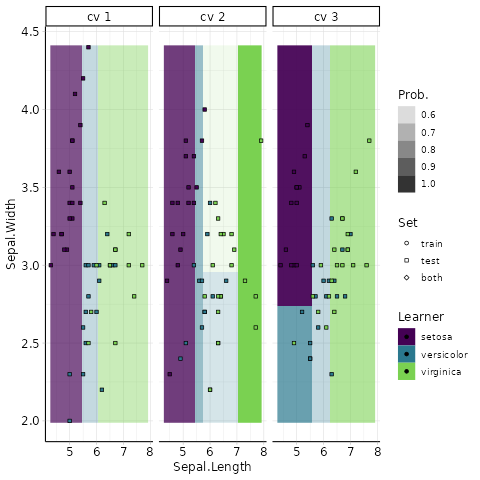 cv 1
cv 2
cv 3
4.5
4.0
3.5
3.0
2.5
2.0
Sepal.Width
5 6 7 8
5 6 7 8
5 6 7 8
Sepal.Length
Prob.
0.6
0.7
0.8
0.9
1.0
Set
train
test
both
Learner
setosa
versicolor
virginica